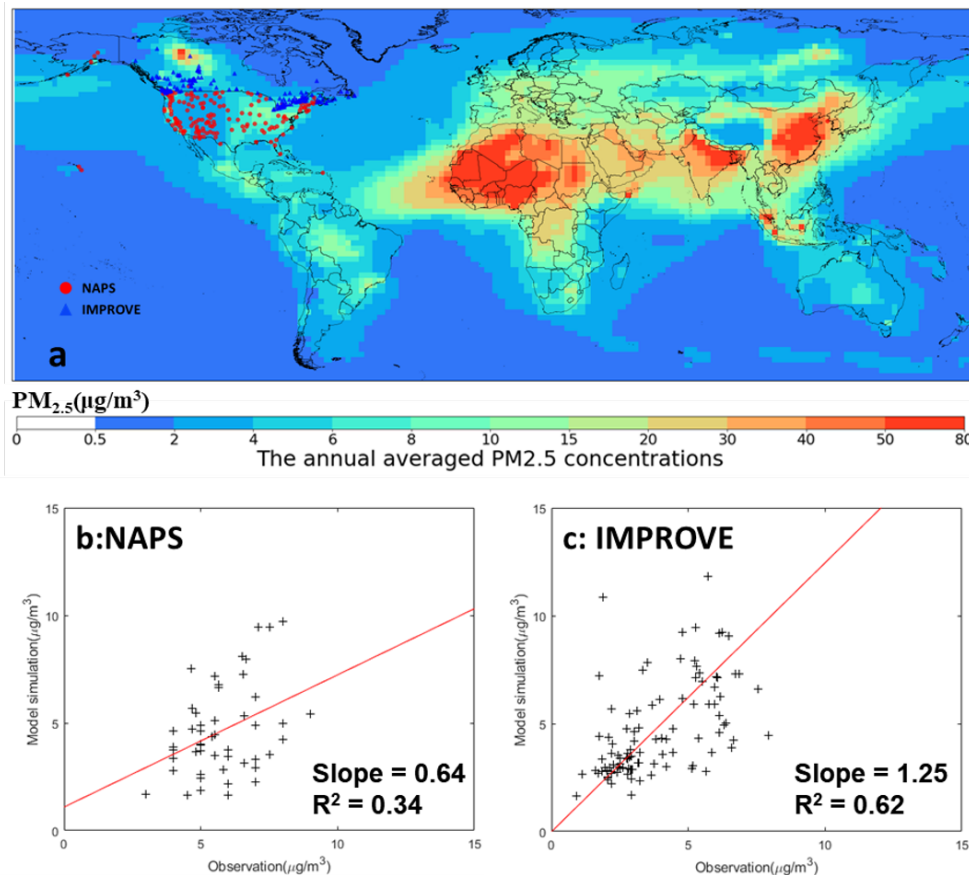 NAPS
IMPROVE
a
PM2.5(μg/m³)
0 0.5 2 4 6 8 10 15 20 30 40 50 80
The annual averaged PM2.5 concentrations
b:NAPS
15
10
5
0
Model simulation(μg/m³)
Slope = 0.64
R² = 0.34
0 5 10 15
Observation(μg/m³)
c: IMPROVE
15
10
5
0
Model simulation(μg/m³)
Slope = 1.25
R² = 0.62
0 5 10 15
Observation(μg/m³)